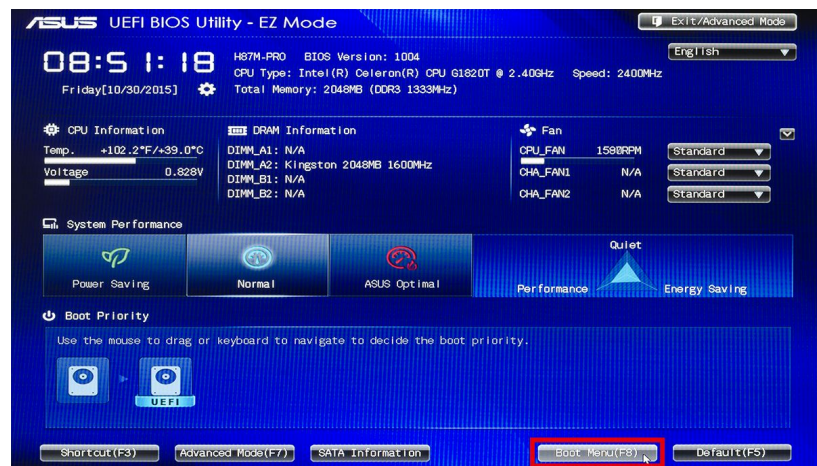 ASUS UEFI BIOS Utility - EZ Mode
Exit/Advanced Mode
English
08:51:18
Friday[10/30/2015]
H87M-PRO BIOS Version: 1004
CPU Type: Intel(R) Celeron(R) CPU G1820T @ 2.40GHz Speed: 2400MHz
Total Memory: 2048MB (DDR3 1333MHz)
CPU Information
Temp. +102.2°F/+39.0°C
Voltage 0.828V
DRAM Information
DIMM_A1: N/A
DIMM_A2: Kingston 2048MB 1600MHz
DIMM_B1: N/A
DIMM_B2: N/A
Fan
CPU_FAN 1590RPM Standard
CHA_FAN1 N/A Standard
CHA_FAN2 N/A Standard
System Performance
Power Saving
Normal
ASUS Optimal
Quiet
Performance
Energy Saving
Boot Priority
Use the mouse to drag or keyboard to navigate to decide the boot priority.
UEFI
Shortcut(F3) Advanced Mode(F7) SATA Information Boot Menu(F8) Default(F5)